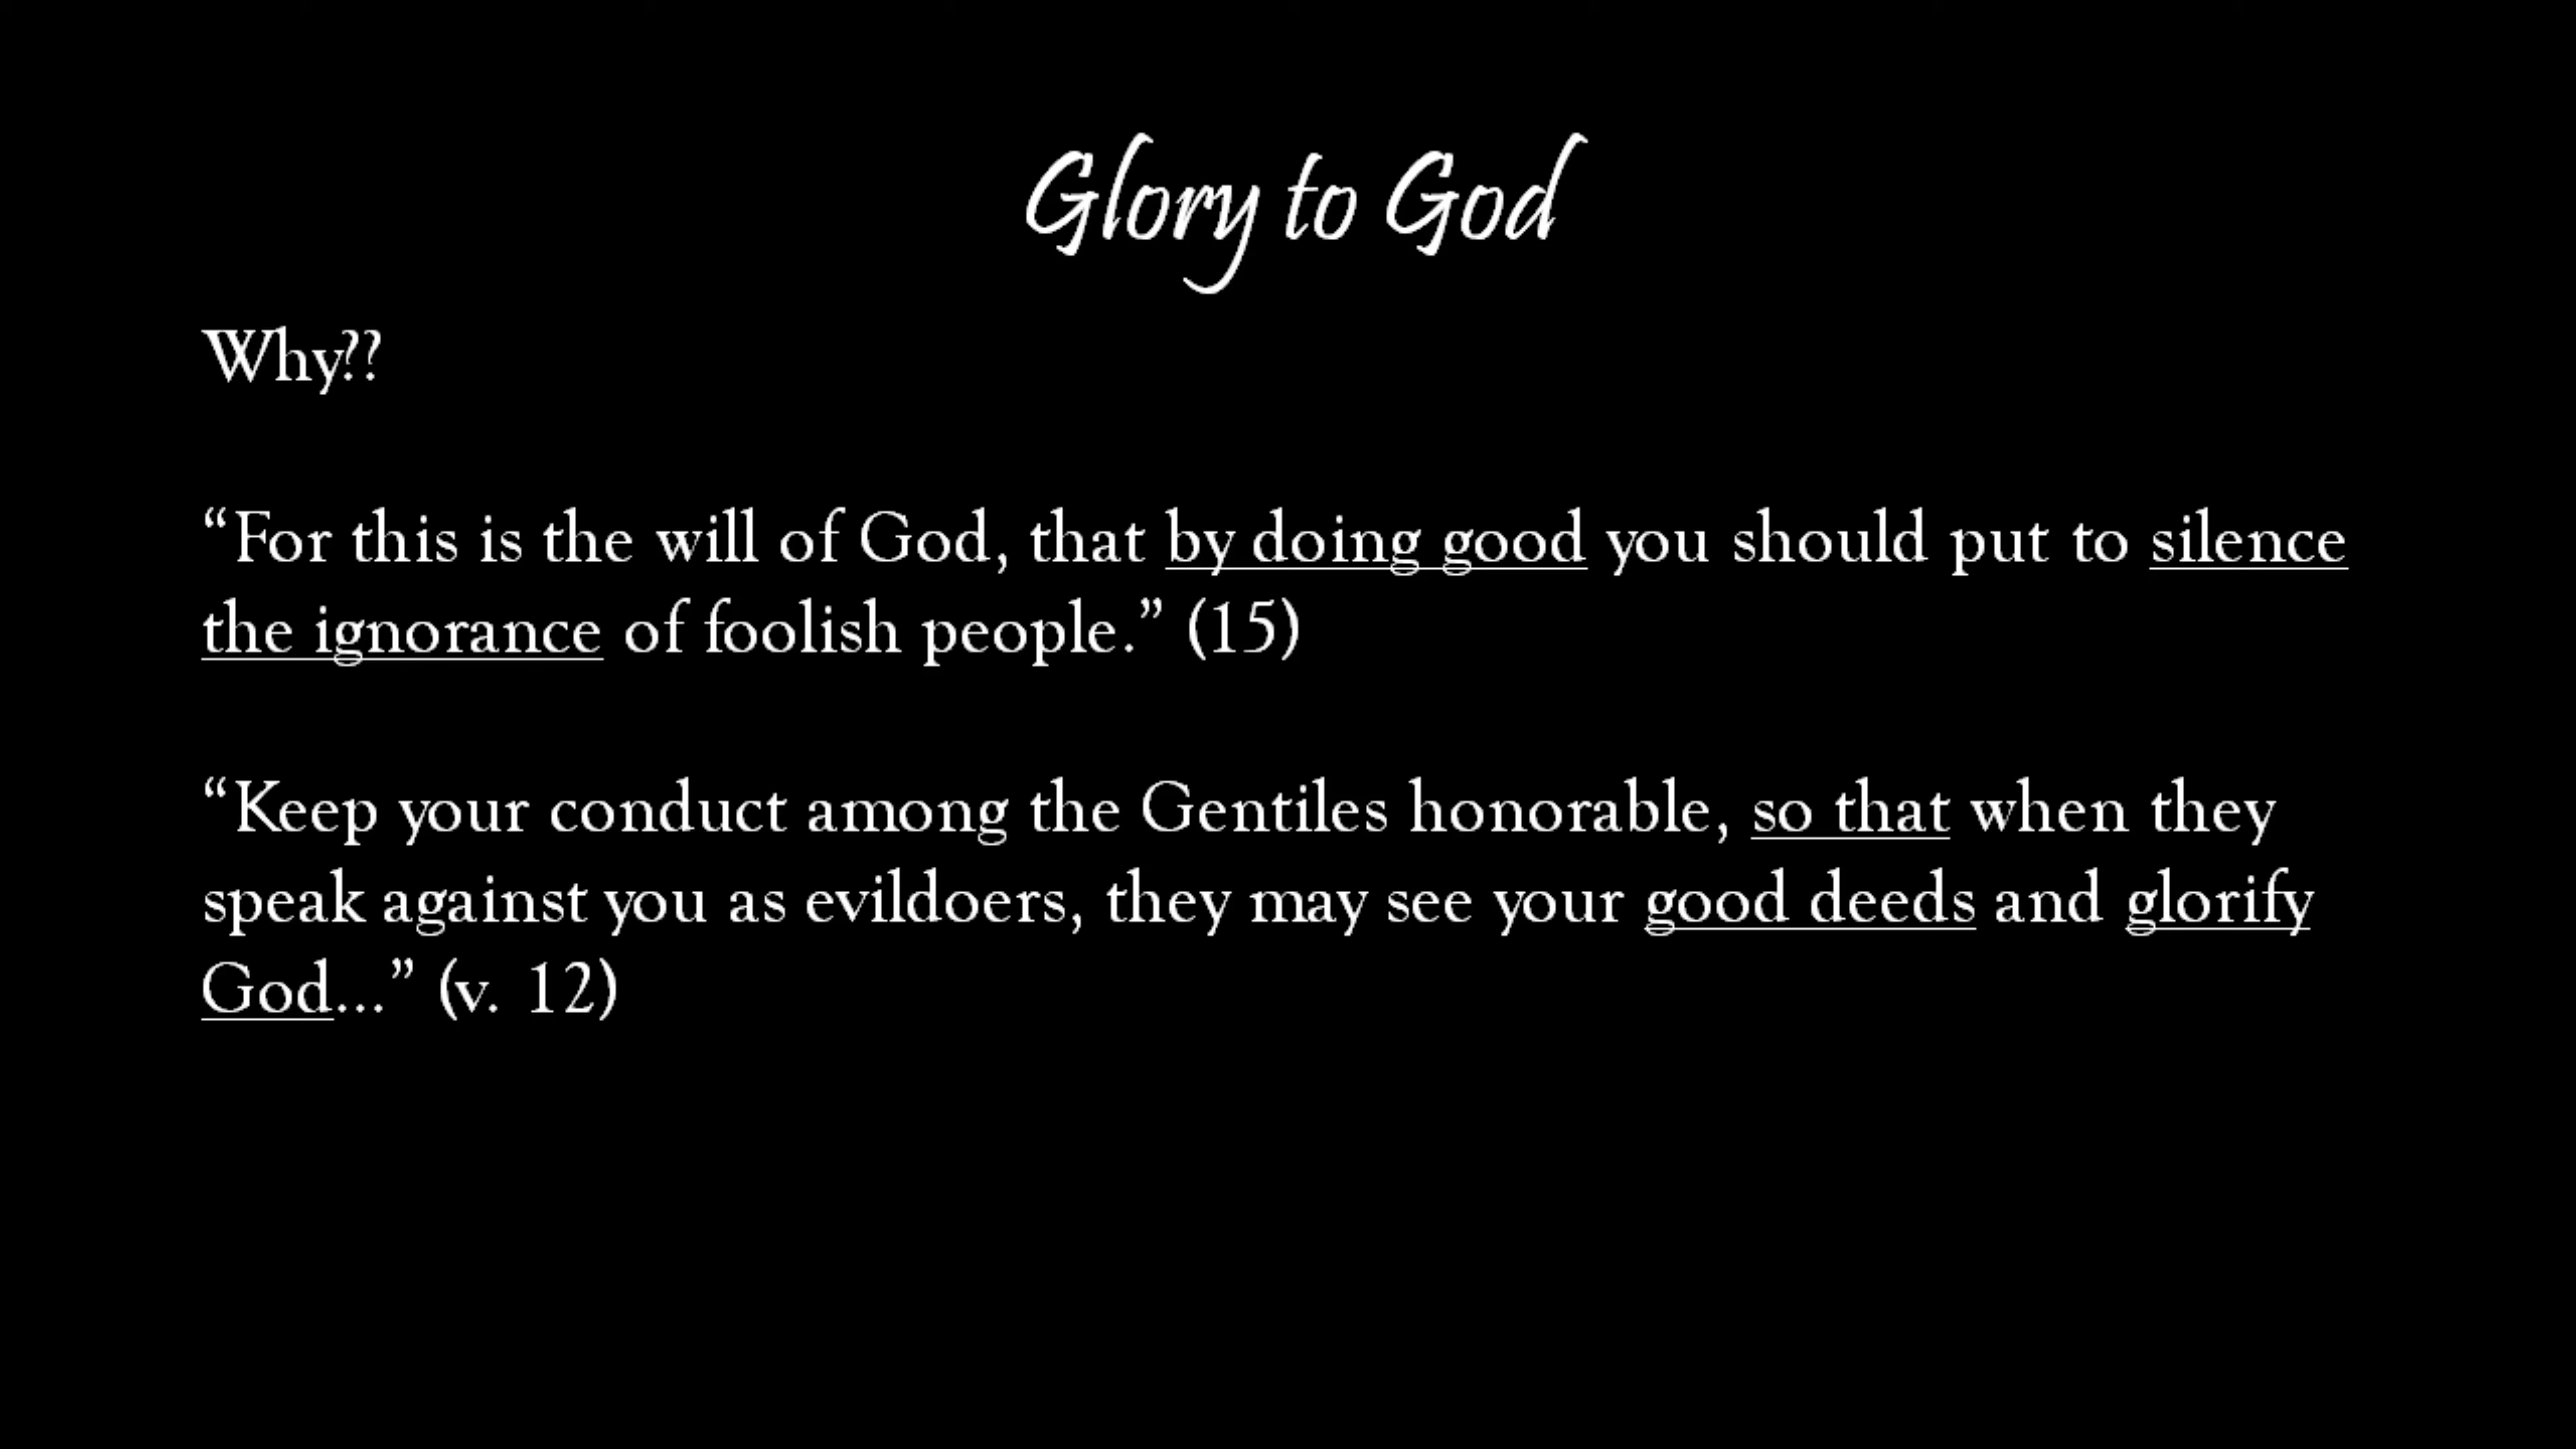 Glory to God
Why??
“For this is the will of God, that by doing good you should put to silence
the ignorance of foolish people.” (15)
“Keep your conduct among the Gentiles honorable, so that when they
speak against you as evildoers, they may see your good deeds and glorify
God...” (v. 12)